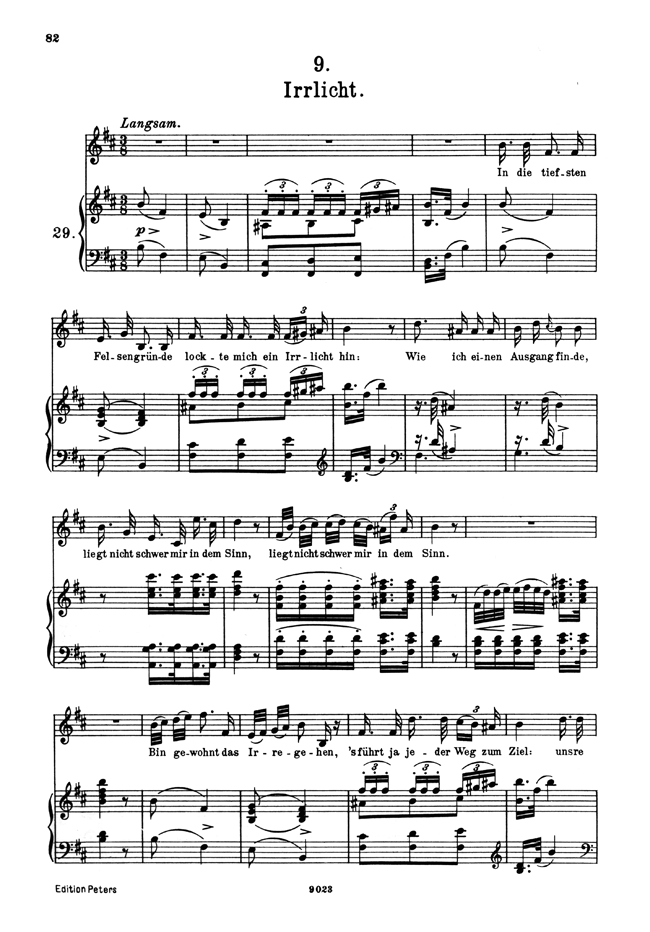 82
9.
Irrlicht.
Langsam.
In die tief-sten
29.
Fel-sengrün-de lock-te mich ein Irr-licht hin: Wie ich ei-nen Ausgang fin-de,
liegt nicht schwer mir in dem Sinn, liegt nicht schwer mir in dem Sinn.
Bin ge-wohnt das Ir-re-ge-hen, 's führt ja je-der Weg zum Ziel: unsre
Edition Peters
9023